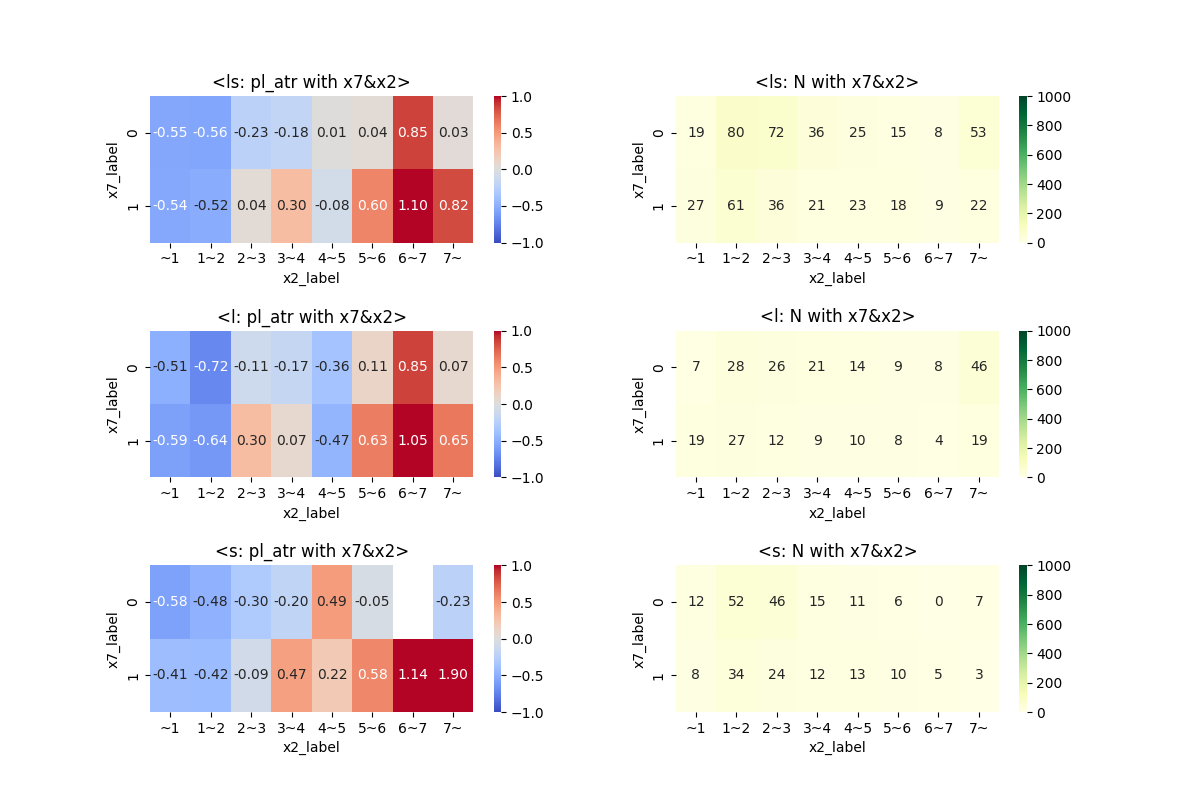 <ls: pl_atr with x7&x2>
x7_label
0 -0.55 -0.56 -0.23 -0.18 0.01 0.04 0.85 0.03
1 -0.54 -0.52 0.04 0.30 -0.08 0.60 1.10 0.82
~1 1~2 2~3 3~4 4~5 5~6 6~7 7~
x2_label
1.0
0.5
0.0
−0.5
−1.0
<ls: N with x7&x2>
x7_label
0 19 80 72 36 25 15 8 53
1 27 61 36 21 23 18 9 22
~1 1~2 2~3 3~4 4~5 5~6 6~7 7~
x2_label
1000
800
600
400
200
0
<l: pl_atr with x7&x2>
x7_label
0 -0.51 -0.72 -0.11 -0.17 -0.36 0.11 0.85 0.07
1 -0.59 -0.64 0.30 0.07 -0.47 0.63 1.05 0.65
~1 1~2 2~3 3~4 4~5 5~6 6~7 7~
x2_label
1.0
0.5
0.0
−0.5
−1.0
<l: N with x7&x2>
x7_label
0 7 28 26 21 14 9 8 46
1 19 27 12 9 10 8 4 19
~1 1~2 2~3 3~4 4~5 5~6 6~7 7~
x2_label
1000
800
600
400
200
0
<s: pl_atr with x7&x2>
x7_label
0 -0.58 -0.48 -0.30 -0.20 0.49 -0.05 -0.23
1 -0.41 -0.42 -0.09 0.47 0.22 0.58 1.14 1.90
~1 1~2 2~3 3~4 4~5 5~6 6~7 7~
x2_label
1.0
0.5
0.0
−0.5
−1.0
<s: N with x7&x2>
x7_label
0 12 52 46 15 11 6 0 7
1 8 34 24 12 13 10 5 3
~1 1~2 2~3 3~4 4~5 5~6 6~7 7~
x2_label
1000
800
600
400
200
0